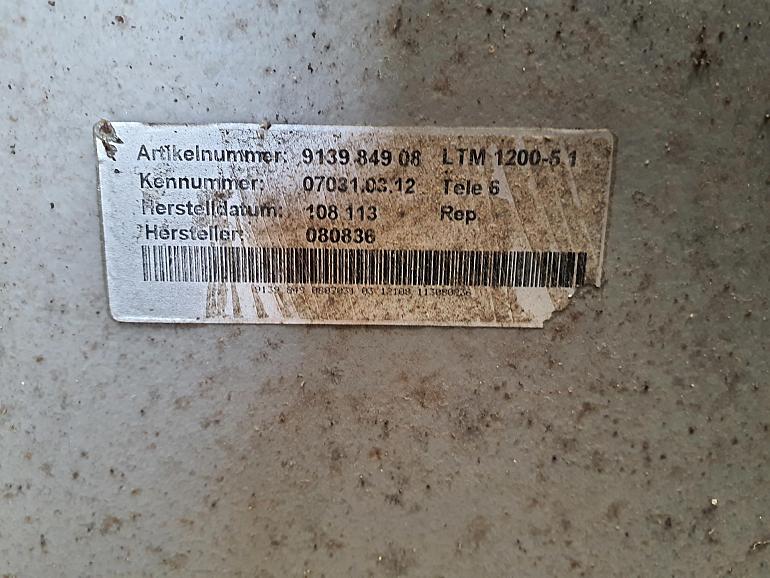 Artikelnummer: 9139 849 08 LTM 1200-5.1
Kennummer: 07031.03.12 Tele 6
Herstelldatum: 108 113 Rep.
Hersteller: 080836